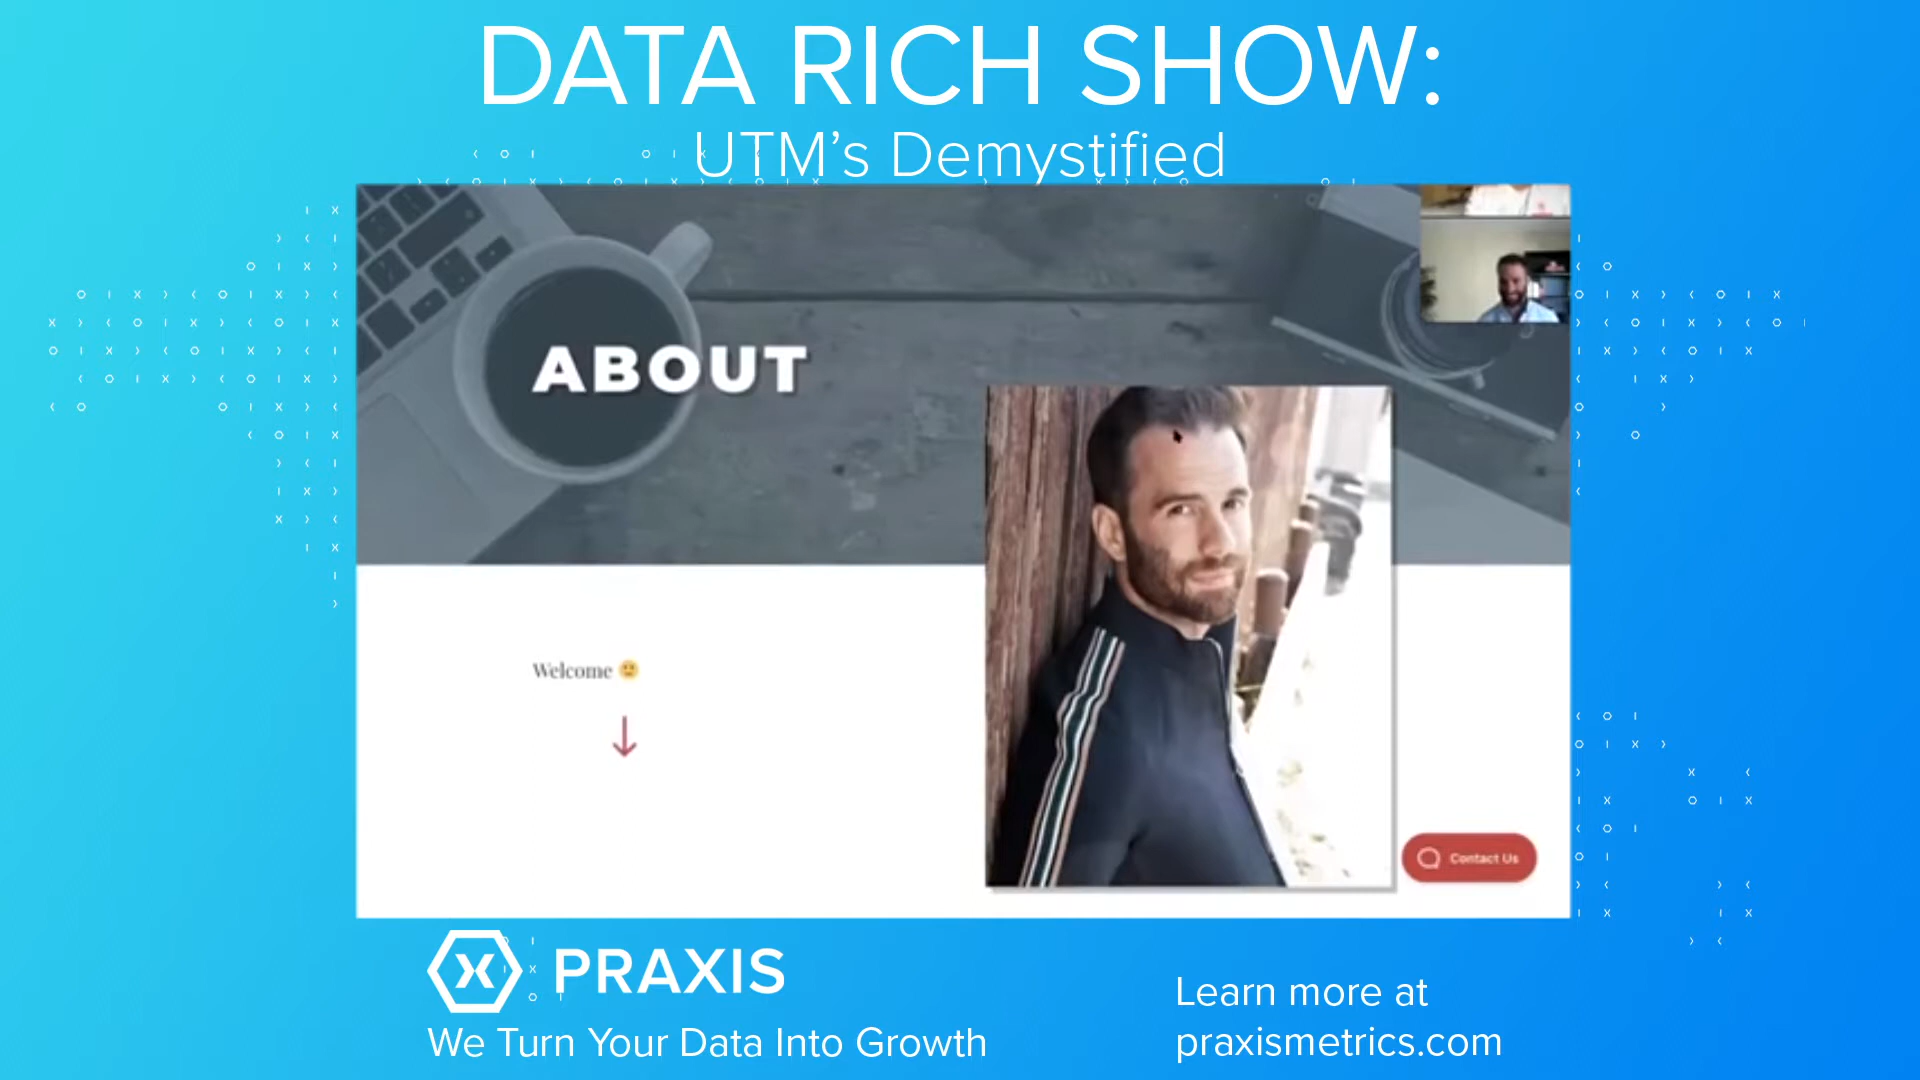 DATA RICH SHOW:
UTM’s Demystified
ABOUT
Welcome
Contact Us
PRAXIS
We Turn Your Data Into Growth
Learn more at
praxismetrics.com